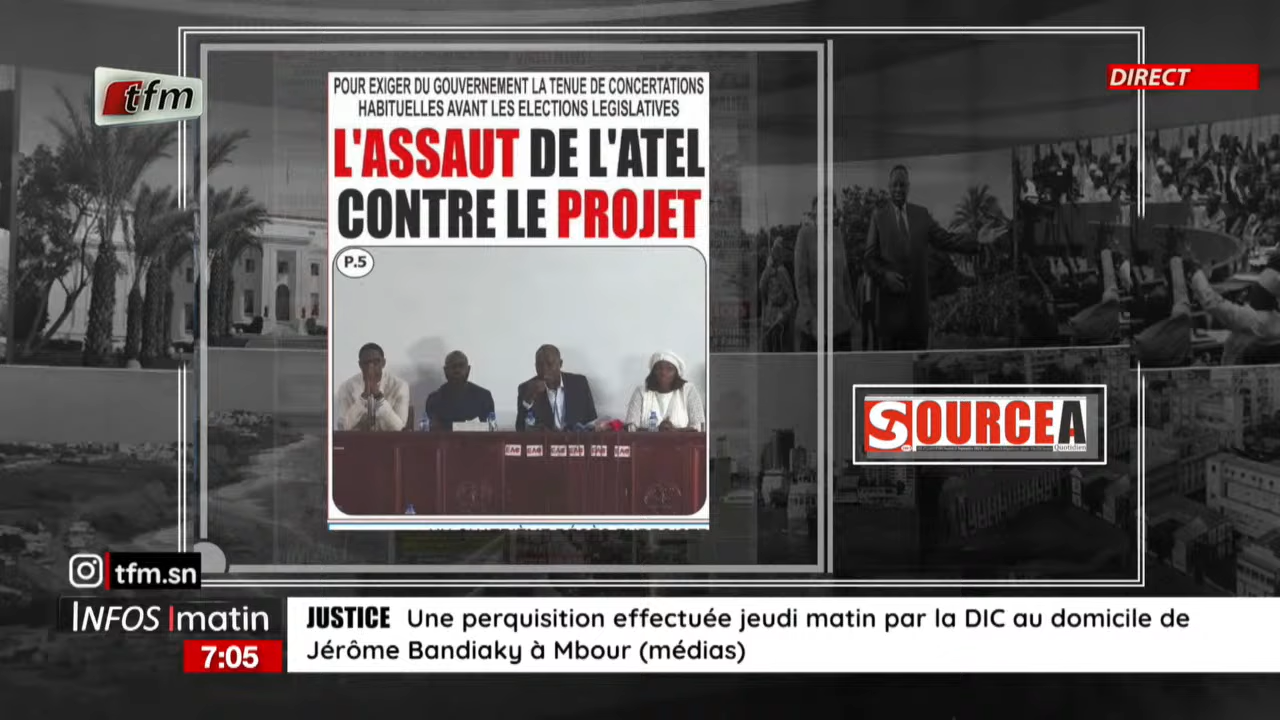 tfm
DIRECT
POUR EXIGER DU GOUVERNEMENT LA TENUE DE CONCERTATIONS
HABITUELLES AVANT LES ELECTIONS LEGISLATIVES
L'ASSAUT DE L'ATEL
CONTRE LE PROJET
P.5
SOURCEA
Quotidien
tfm.sn
INFOS matin
7:05
JUSTICE Une perquisition effectuée jeudi matin par la DIC au domicile de
Jérôme Bandiaky à Mbour (médias)